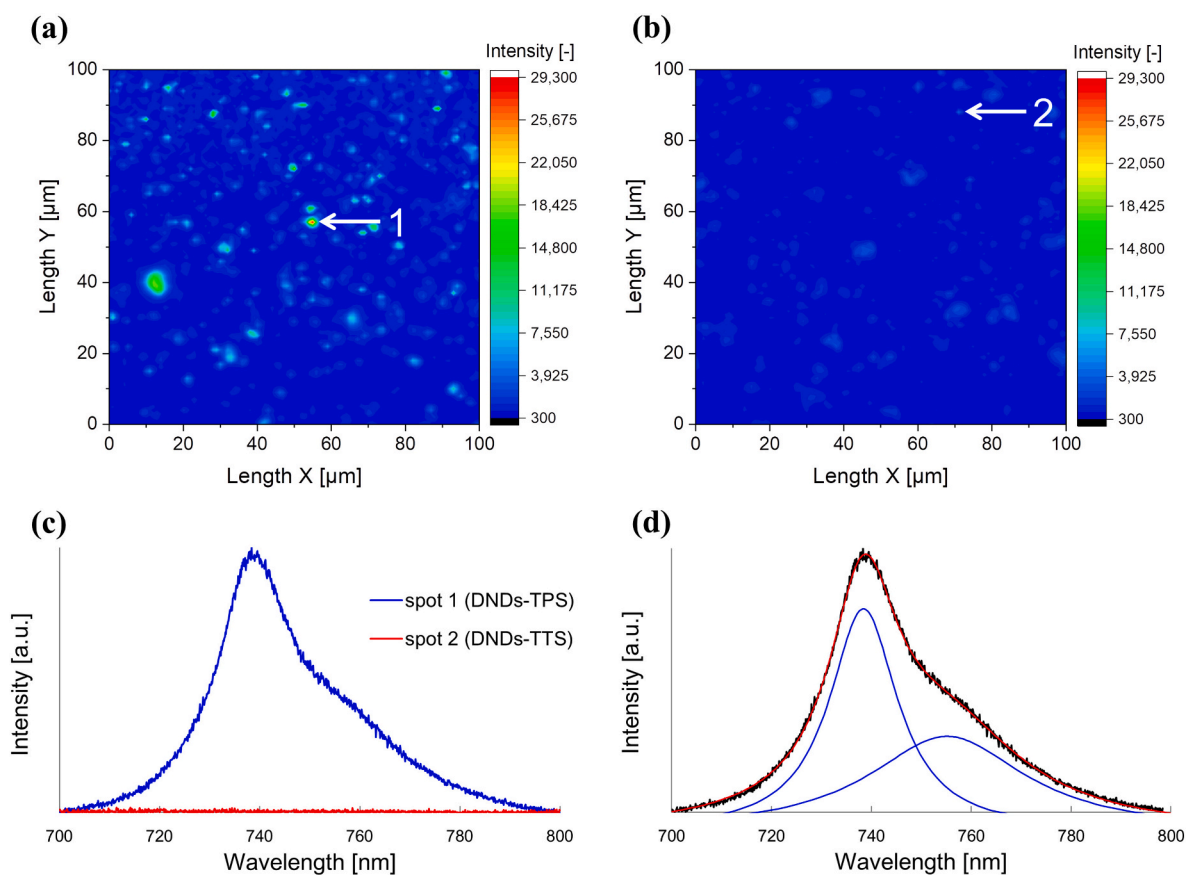 (a)
Intensity [-]
29,300
25,675
22,050
18,425
14,800
11,175
7,550
3,925
300
100
80
60
40
20
0
Length Y [µm]
1
0 20 40 60 80 100
Length X [µm]
(b)
Intensity [-]
29,300
25,675
22,050
18,425
14,800
11,175
7,550
3,925
300
100
80
60
40
20
0
Length Y [µm]
2
0 20 40 60 80 100
Length X [µm]
(c)
Intensity [a.u.]
spot 1 (DNDs-TPS)
spot 2 (DNDs-TTS)
700 720 740 760 780 800
Wavelength [nm]
(d)
Intensity [a.u.]
700 720 740 760 780 800
Wavelength [nm]